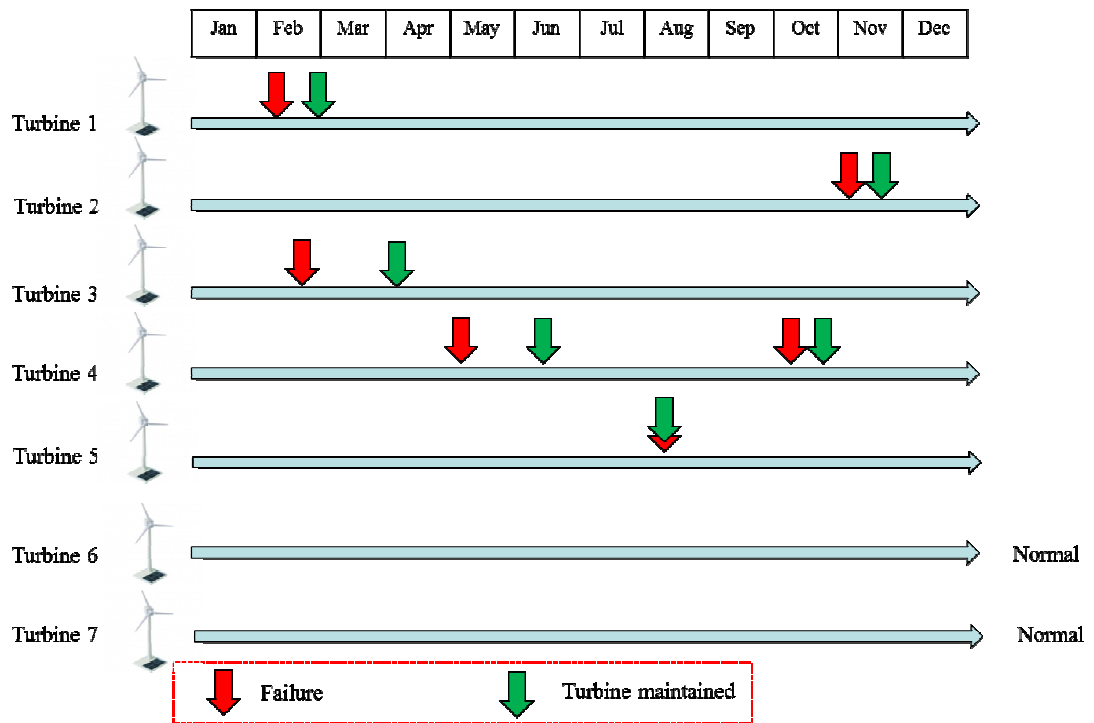 Jan Feb Mar Apr May Jun Jul Aug Sep Oct Nov Dec
Turbine 1
Turbine 2
Turbine 3
Turbine 4
Turbine 5
Turbine 6 Normal
Turbine 7 Normal
Failure Turbine maintained